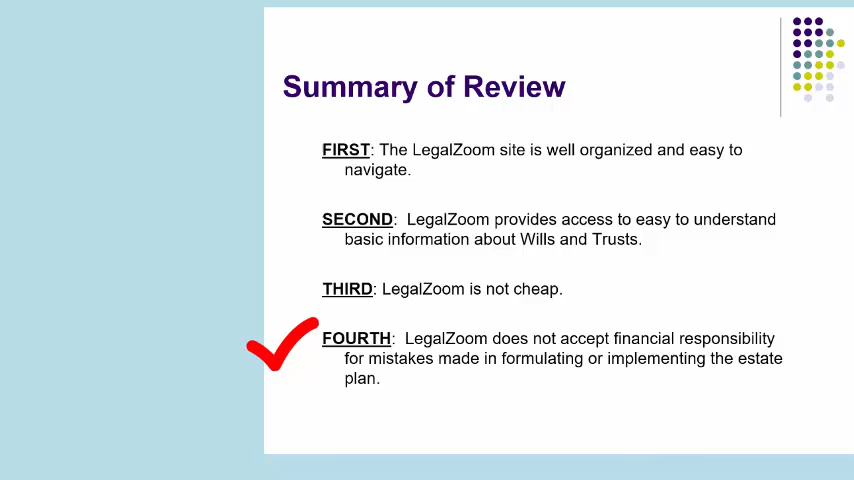 Summary of Review
FIRST: The LegalZoom site is well organized and easy to
navigate.
SECOND:  LegalZoom provides access to easy to understand
basic information about Wills and Trusts.
THIRD: LegalZoom is not cheap.
FOURTH:  LegalZoom does not accept financial responsibility
for mistakes made in formulating or implementing the estate
plan.